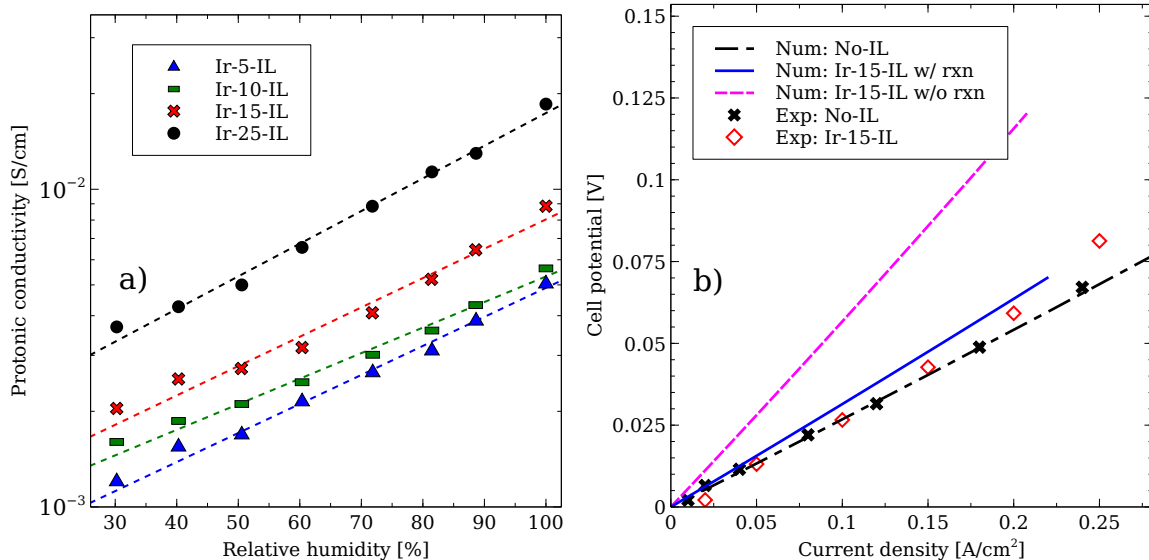 Protonic conductivity [S/cm]
10⁻²
10⁻³
Ir-5-IL
Ir-10-IL
Ir-15-IL
Ir-25-IL
a)
30 40 50 60 70 80 90 100
Relative humidity [%]
Cell potential [V]
0.15
0.125
0.1
0.075
0.05
0.025
0
Num: No-IL
Num: Ir-15-IL w/ rxn
Num: Ir-15-IL w/o rxn
Exp: No-IL
Exp: Ir-15-IL
b)
0 0.05 0.1 0.15 0.2 0.25
Current density [A/cm²]